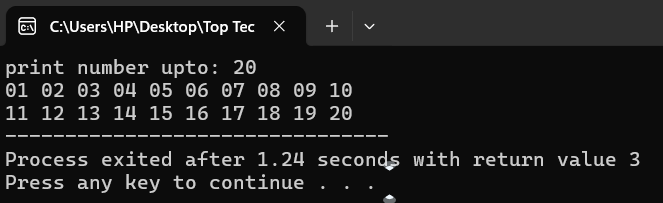 C:\Users\HP\Desktop\Top Tec
print number upto: 20
01 02 03 04 05 06 07 08 09 10
11 12 13 14 15 16 17 18 19 20
--------------------------------
Process exited after 1.24 seconds with return value 3
Press any key to continue . . .